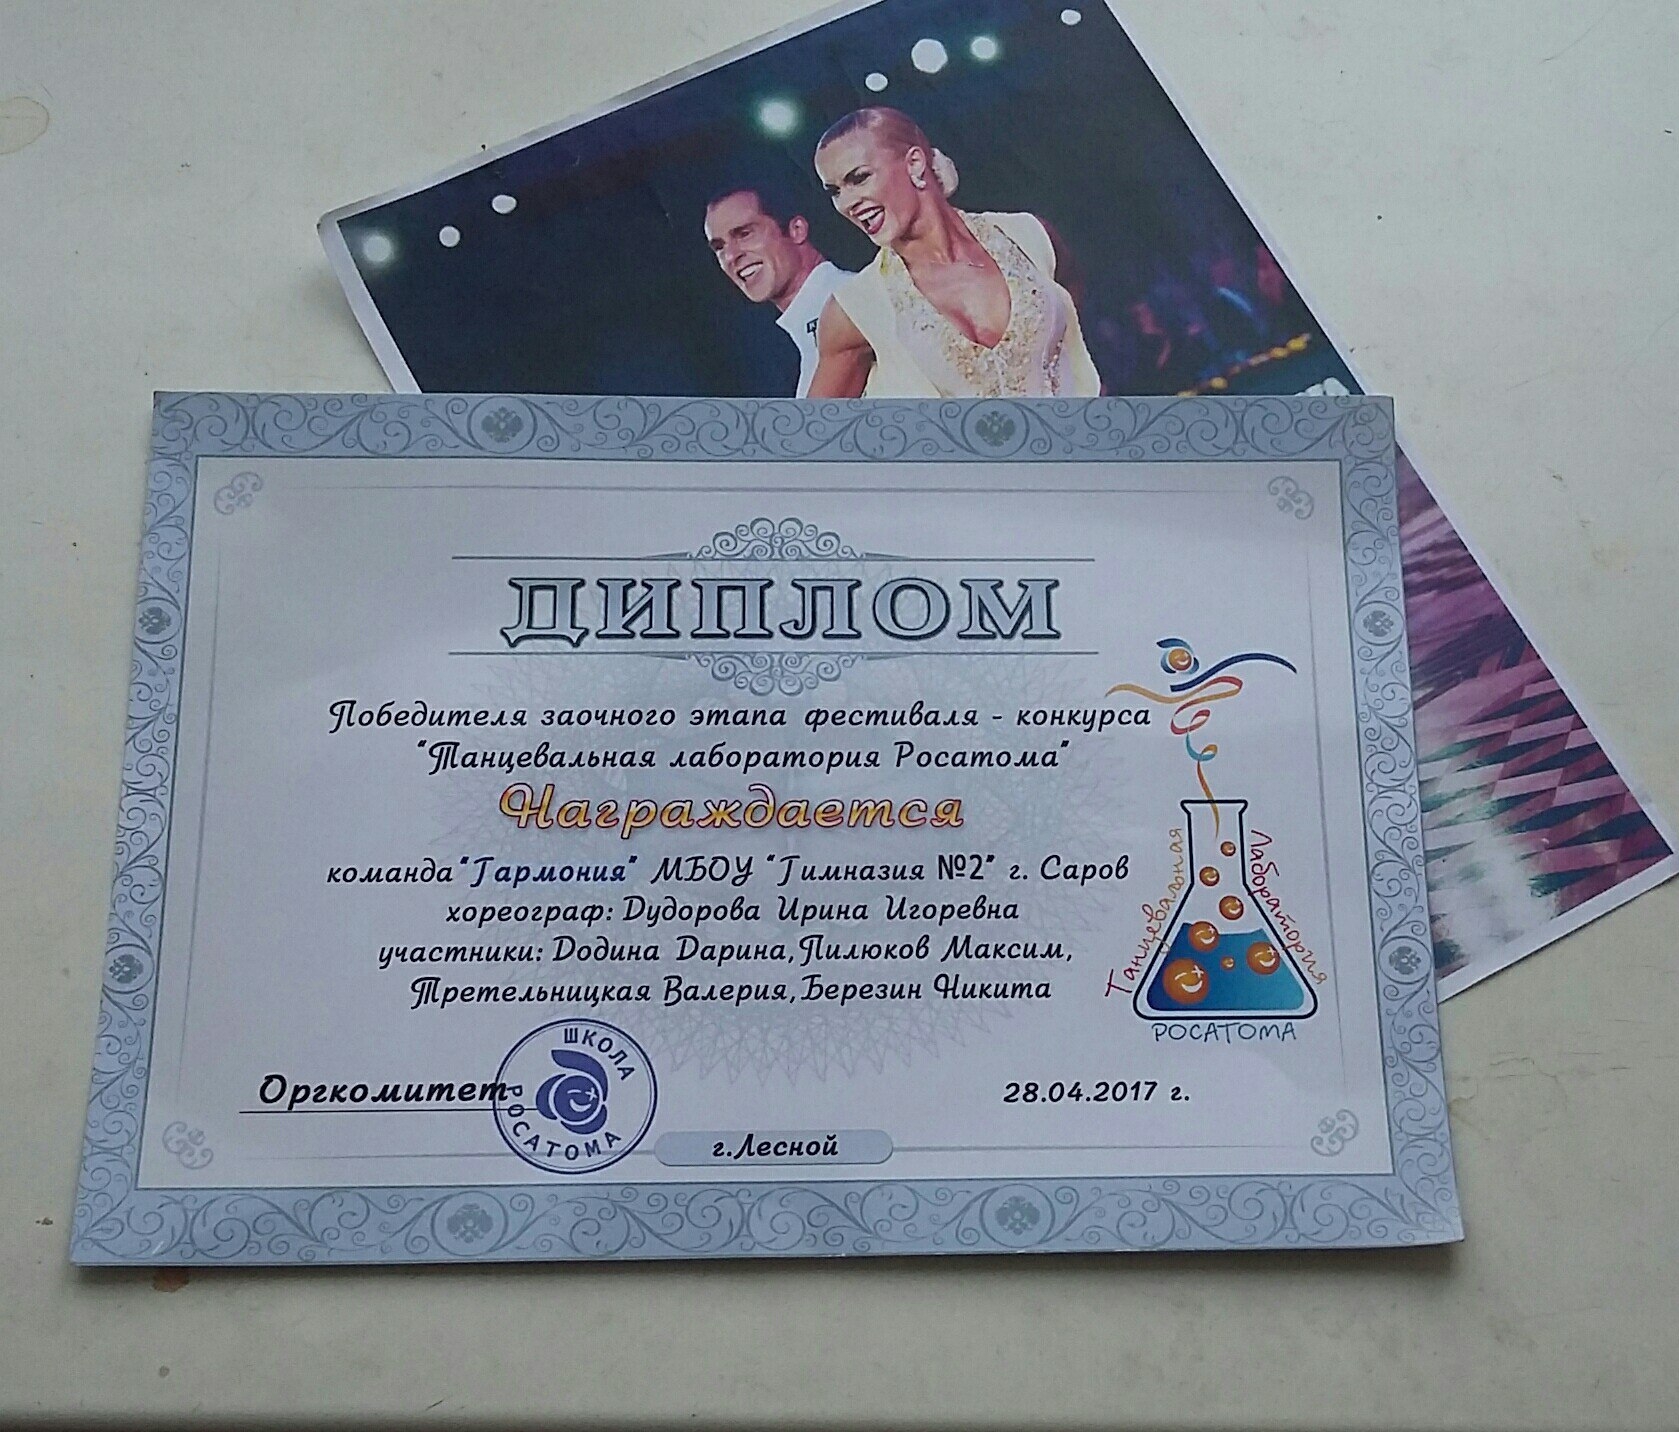 ДИПЛОМ
Победителя заочного этапа фестиваля - конкурса
"Танцевальная лаборатория Росатома"
Награждается
команда "Гармония" МБОУ "Гимназия №2" г. Саров
хореограф: Дудорова Ирина Игоревна
участники: Додина Дарина, Пилюков Максим,
Третельницкая Валерия, Березин Никита
Танцевальная
Лаборатория
РОСАТОМА
Оргкомитет
ШКОЛА
РОСАТОМА
28.04.2017 г.
г.Лесной